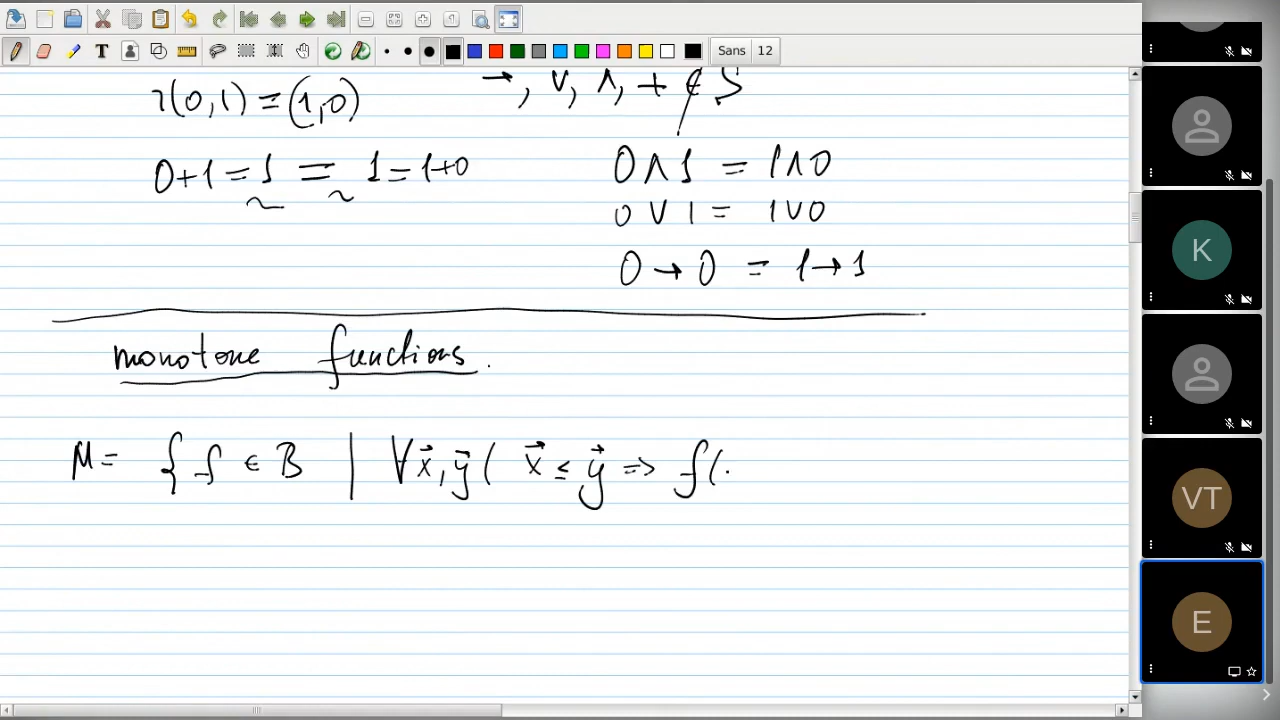 T Sans 12
→, ∨, ∧, + ∉ S
¬(0,1) = (1,0)
0+1 = 1 = 1 = 1+0
0 ∧ 1 = 1 ∧ 0
0 ∨ 1 = 1 ∨ 0
0 → 0 = 1 → 1
monotone functions.
M = { f ∈ B | ∀x⃗, y⃗ ( x⃗ ≤ y⃗ ⇒ f(.
K
VT
E